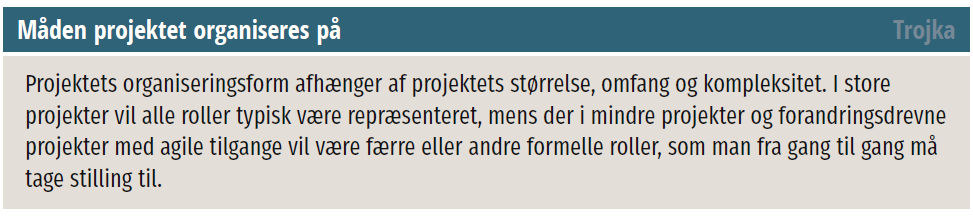 Måden projektet organiseres på Trojka
Projektets organiseringsform afhænger af projektets størrelse, omfang og kompleksitet. I store
projekter vil alle roller typisk være repræsenteret, mens der i mindre projekter og forandringsdrevne
projekter med agile tilgange vil være færre eller andre formelle roller, som man fra gang til gang må
tage stilling til.